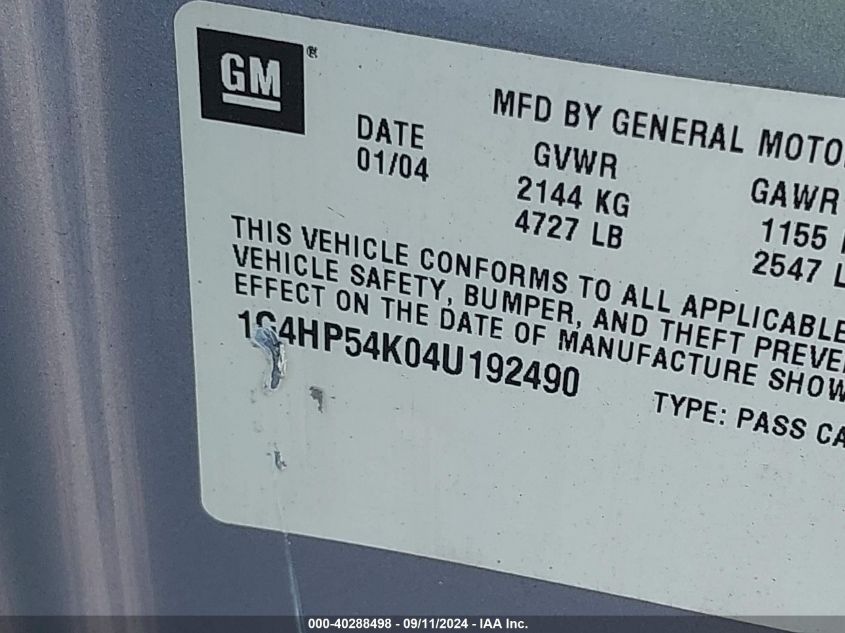 GM®
MFD BY GENERAL MOTO
DATE
01/04
GVWR
2144 KG
4727 LB
GAWR
1155
2547 L
THIS VEHICLE CONFORMS TO ALL APPLICABLE
VEHICLE SAFETY, BUMPER, AND THEFT PREVE
EFFECT ON THE DATE OF MANUFACTURE SHOW
1G4HP54K04U192490
TYPE: PASS CA
000-40288498 - 09/11/2024 - IAA Inc.